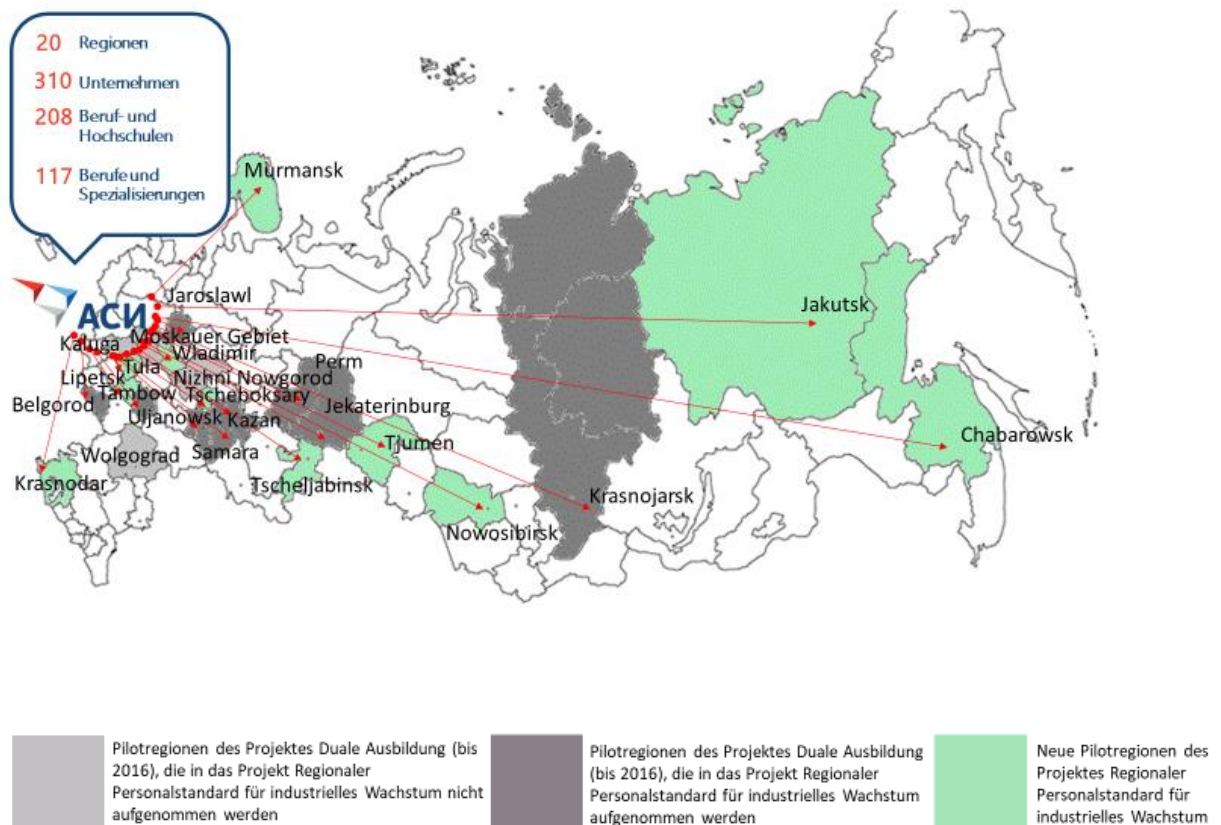 20 Regionen
310 Unternehmen
208 Beruf- und
Hochschulen
117 Berufe und
Spezialisierungen
Murmansk
Jaroslawl
АСИ
Jakutsk
Moskauer Gebiet
Kaluga
Wladimir
Tula
Perm
Lipetsk
Nizhni Nowgorod
Tambow
Tscheboksary
Belgorod
Jekaterinburg
Uljanowsk
Kazan
Chabarowsk
Tjumen
Wolgograd
Samara
Krasnodar
Tscheljabinsk
Krasnojarsk
Nowosibirsk
Pilotregionen des Projektes Duale Ausbildung (bis
2016), die in das Projekt Regionaler
Personalstandard für industrielles Wachstum nicht
aufgenommen werden
Pilotregionen des Projektes Duale Ausbildung
(bis 2016), die in das Projekt Regionaler
Personalstandard für industrielles Wachstum
aufgenommen werden
Neue Pilotregionen des
Projektes Regionaler
Personalstandard für
industrielles Wachstum